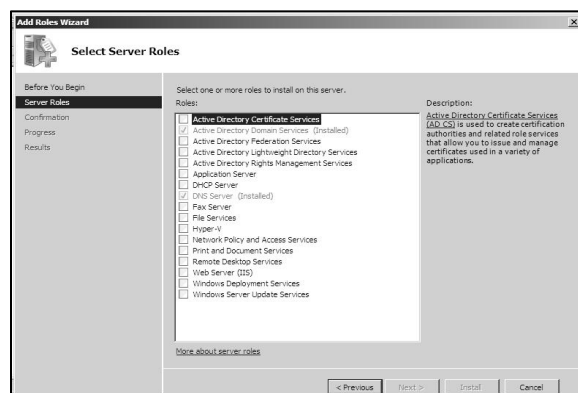 Add Roles Wizard
Select Server Roles
Before You Begin
Server Roles
Confirmation
Progress
Results
Select one or more roles to install on this server.
Roles:
Active Directory Certificate Services
Active Directory Domain Services (Installed)
Active Directory Federation Services
Active Directory Lightweight Directory Services
Active Directory Rights Management Services
Application Server
DHCP Server
DNS Server (Installed)
Fax Server
File Services
Hyper-V
Network Policy and Access Services
Print and Document Services
Remote Desktop Services
Web Server (IIS)
Windows Deployment Services
Windows Server Update Services
More about server roles
Description:
Active Directory Certificate Services
(AD CS) is used to create certification
authorities and related role services
that allow you to issue and manage
certificates used in a variety of
applications.
< Previous
Next >
Install
Cancel